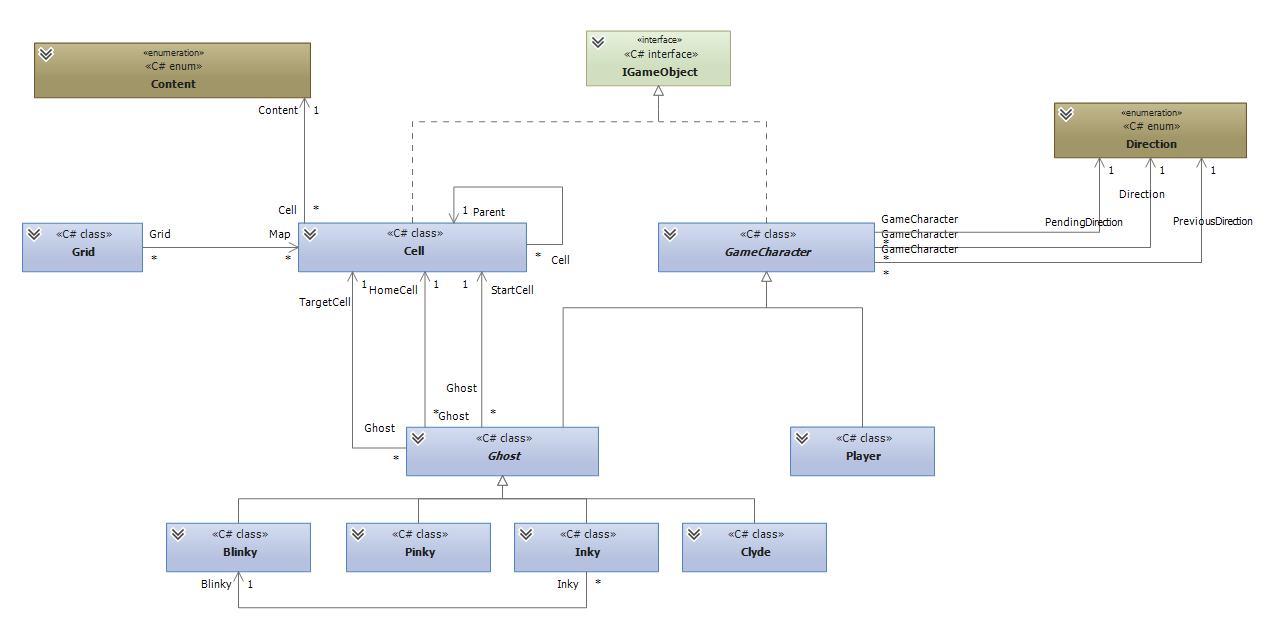 «enumeration»
«C# enum»
Content
«interface»
«C# interface»
IGameObject
«enumeration»
«C# enum»
Direction
Content 1
1 1 1
Direction
PendingDirection
PreviousDirection
Cell *
1 Parent
«C# class»
Grid
Grid
*
Map
*
«C# class»
Cell
* Cell
«C# class»
GameCharacter
GameCharacter
*
GameCharacter
*
GameCharacter
*
TargetCell
1
HomeCell
1
1
StartCell
Ghost
*
Ghost
*
Ghost
*
«C# class»
Ghost
«C# class»
Player
«C# class»
Blinky
«C# class»
Pinky
«C# class»
Inky
«C# class»
Clyde
Blinky 1
Inky *